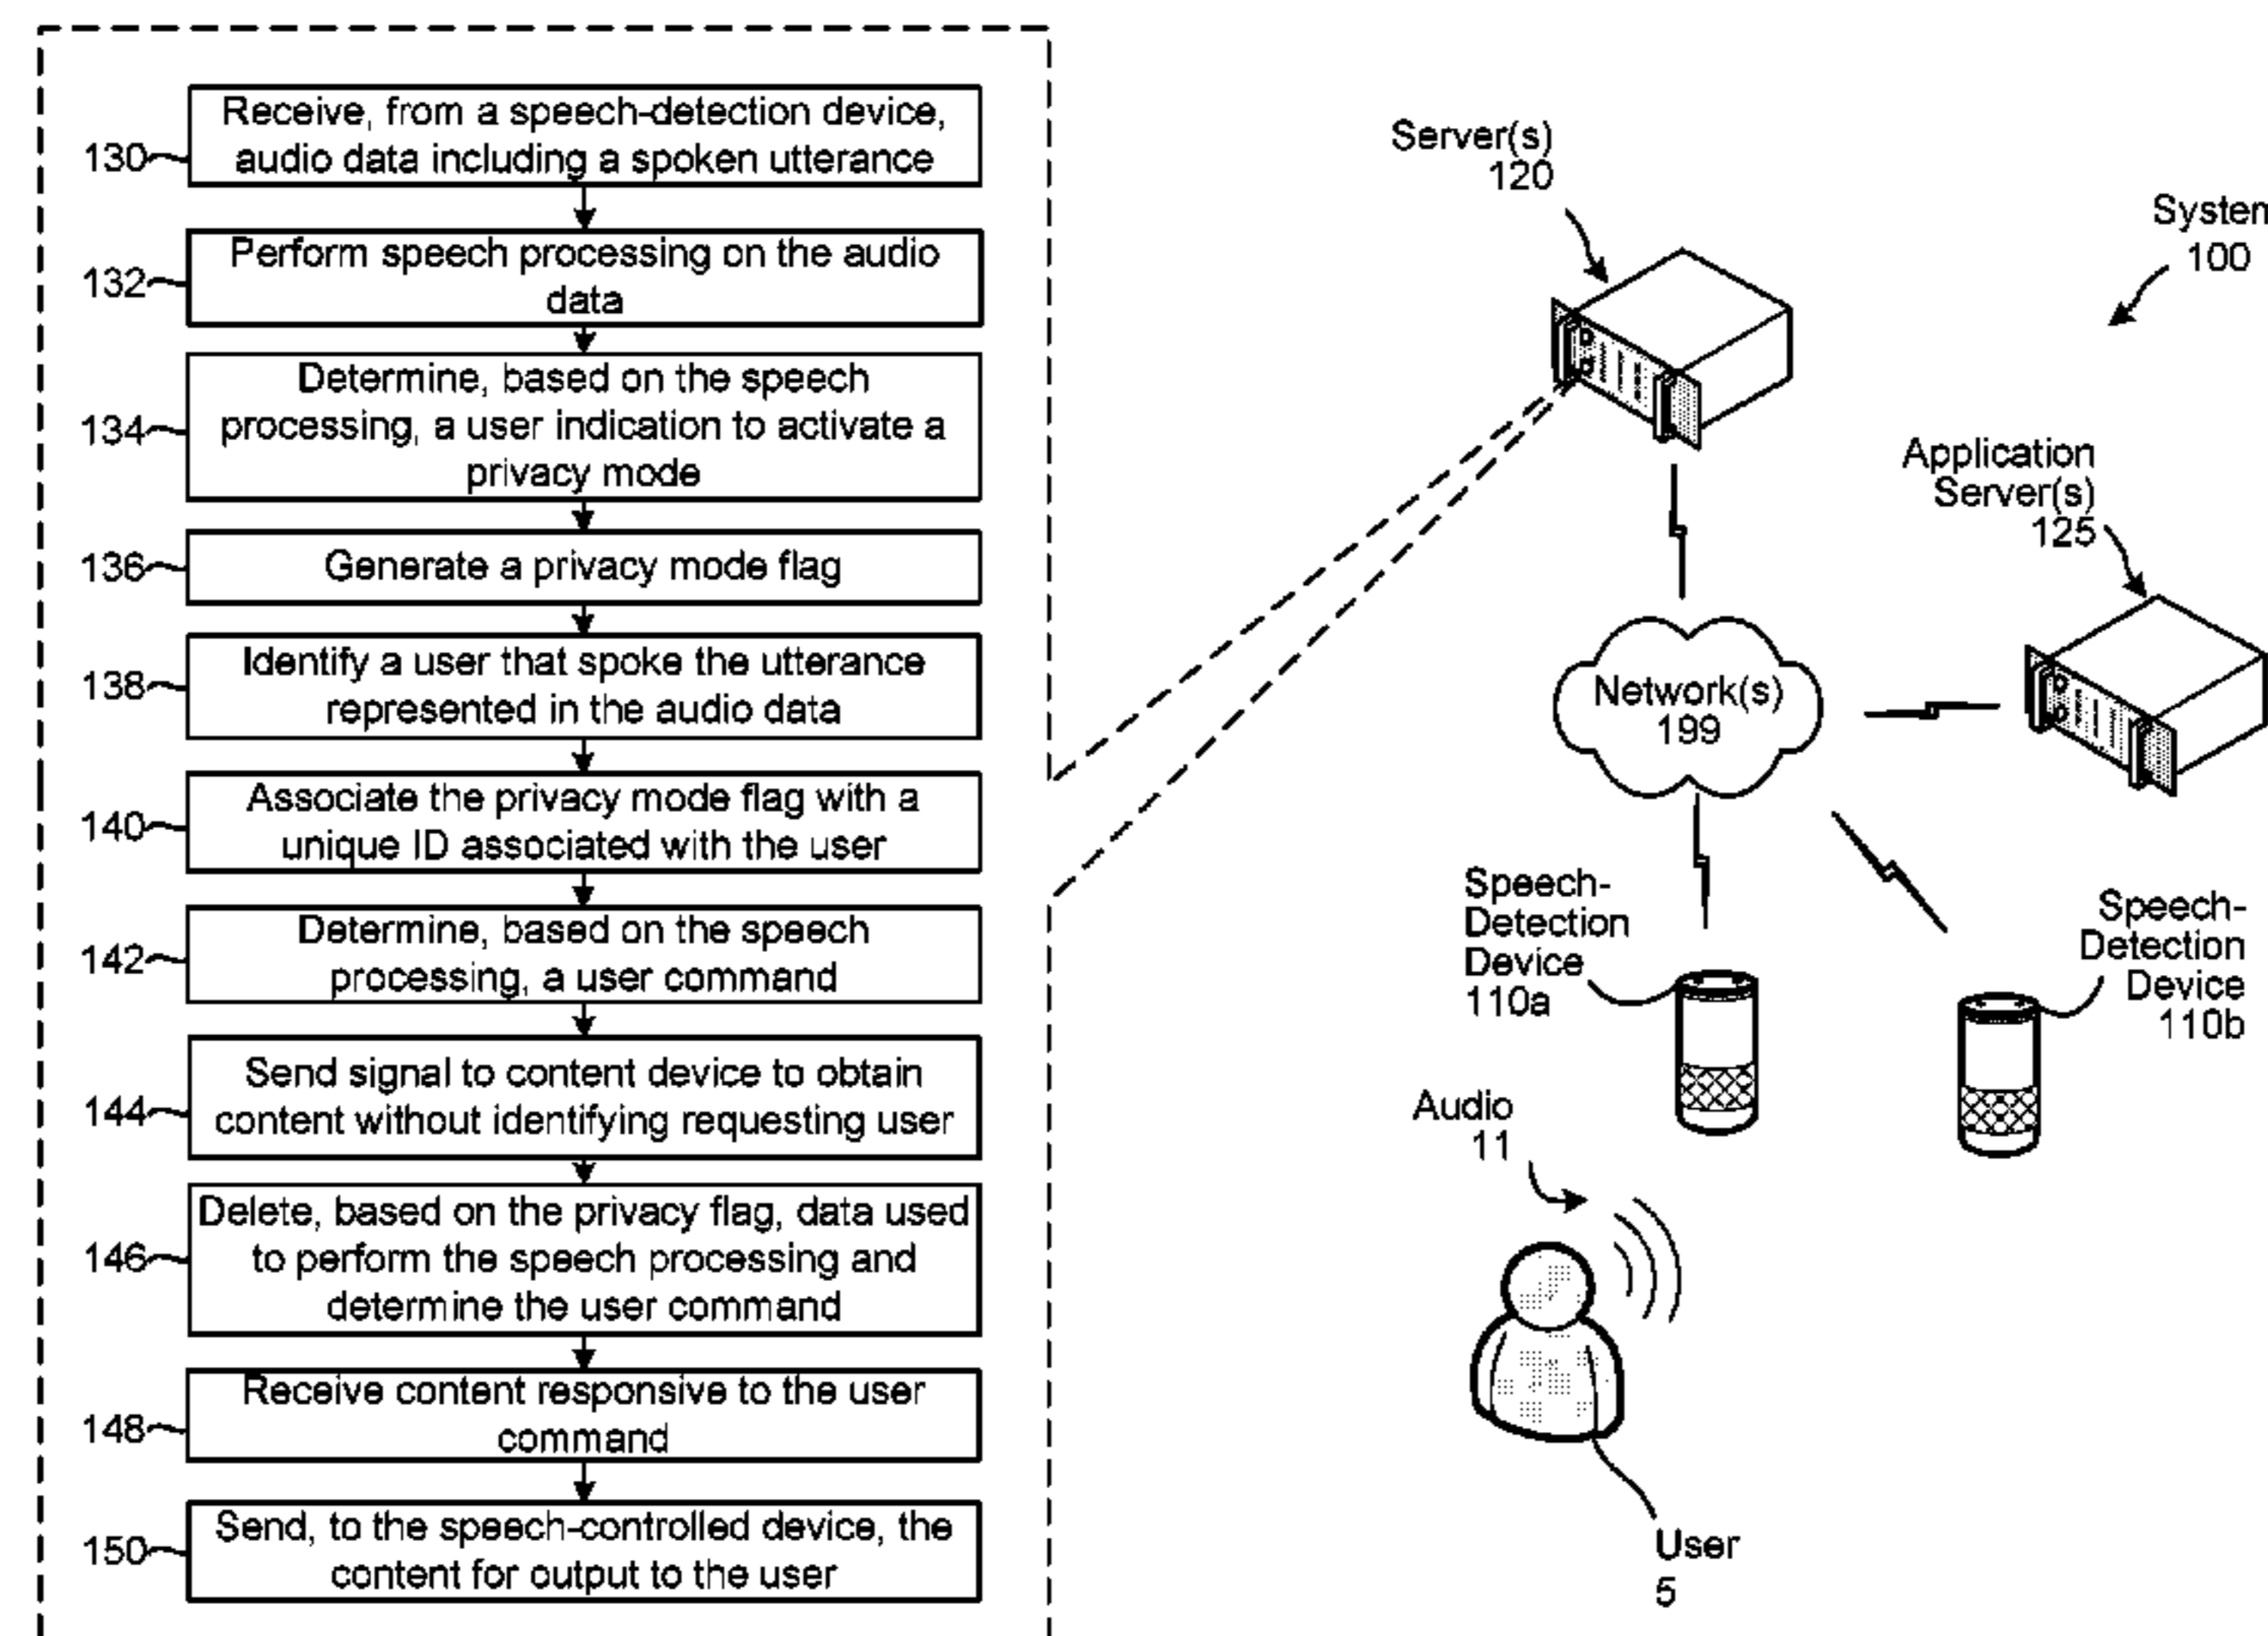 Receive, from a speech-detection device,
130 audio data including a spoken utterance
Perform speech processing on the audio
132 data
Determine, based on the speech
134 processing, a user indication to activate a
privacy mode
136 Generate a privacy mode flag
Identify a user that spoke the utterance
138 represented in the audio data
Associate the privacy mode flag with a
140 unique ID associated with the user
Determine, based on the speech
142 processing, a user command
Send signal to content device to obtain
144 content without identifying requesting user
Delete, based on the privacy flag, data used
146 to perform the speech processing and
determine the user command
Receive content responsive to the user
148 command
Send, to the speech-controlled device, the
150 content for output to the user
Server(s)
120
System
100
Application
Server(s)
125
Network(s)
199
Speech-
Detection
Device
110a
Speech-
Detection
Device
110b
Audio
11
User
5